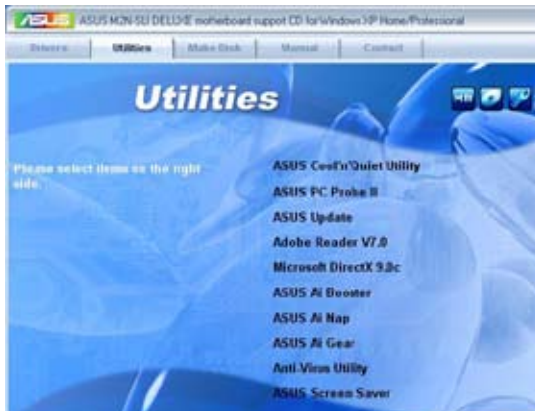 ASUS ASUS M2N-SLI DELUXE motherboard suppot CD for Windows XP Home/Professional
Drivers Utilities Make Disk Manual Contact
Utilities
Please select items on the right
side.
ASUS Cool'n'Quiet Utility
ASUS PC Probe II
ASUS Update
Adobe Reader V7.0
Microsoft DirectX 9.0c
ASUS Ai Booster
ASUS Ai Nap
ASUS Ai Gear
Anti-Virus Utility
ASUS Screen Saver